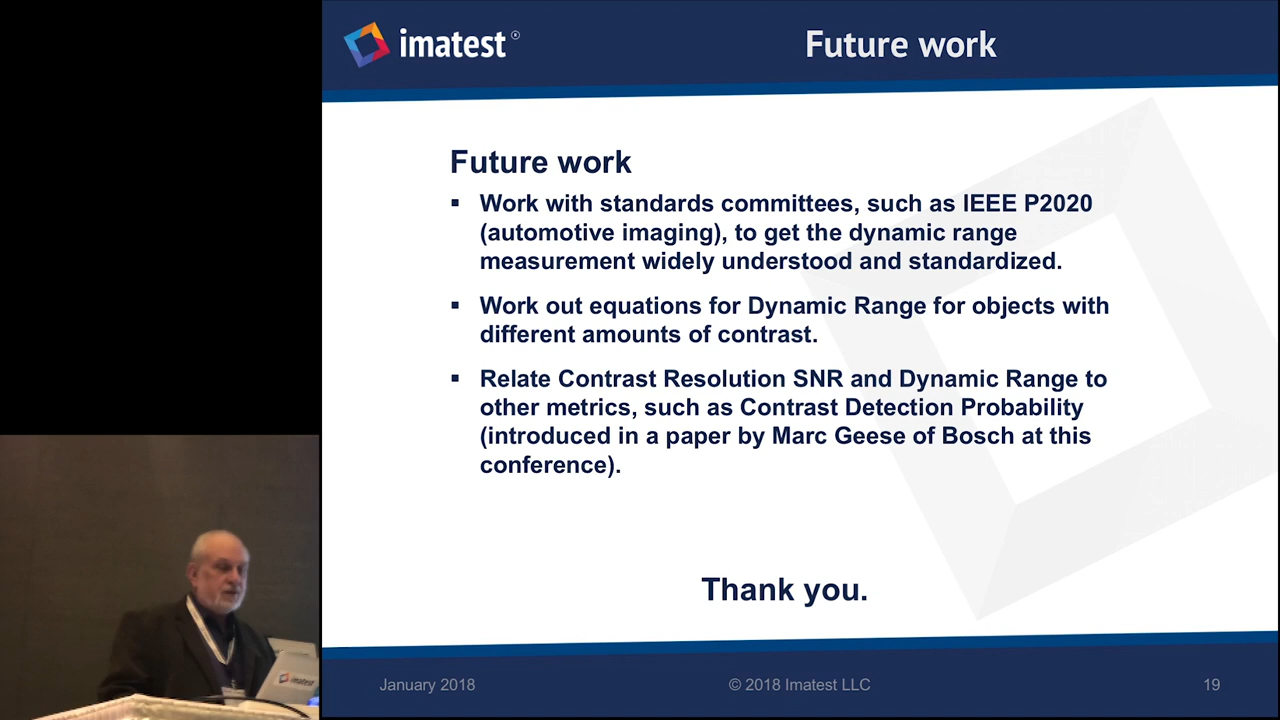 imatest ®
Future work
Future work
▪ Work with standards committees, such as IEEE P2020
(automotive imaging), to get the dynamic range
measurement widely understood and standardized.
▪ Work out equations for Dynamic Range for objects with
different amounts of contrast.
▪ Relate Contrast Resolution SNR and Dynamic Range to
other metrics, such as Contrast Detection Probability
(introduced in a paper by Marc Geese of Bosch at this
conference).
Thank you.
imatest
January 2018
© 2018 Imatest LLC
19